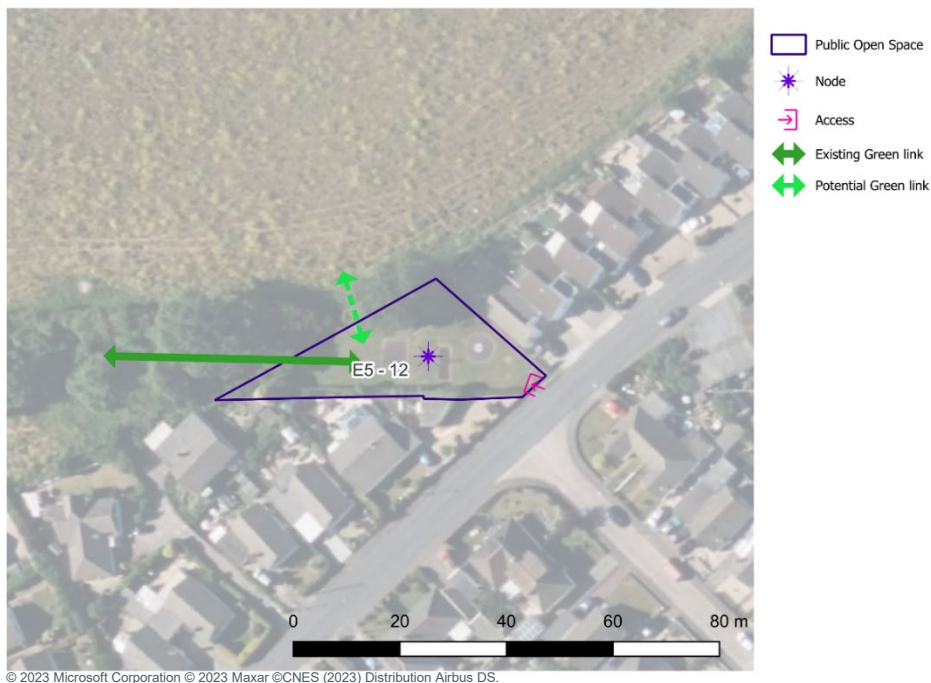 Public Open Space
Node
Access
Existing Green link
Potential Green link
E5 - 12
0 20 40 60 80 m
© 2023 Microsoft Corporation © 2023 Maxar ©CNES (2023) Distribution Airbus DS.